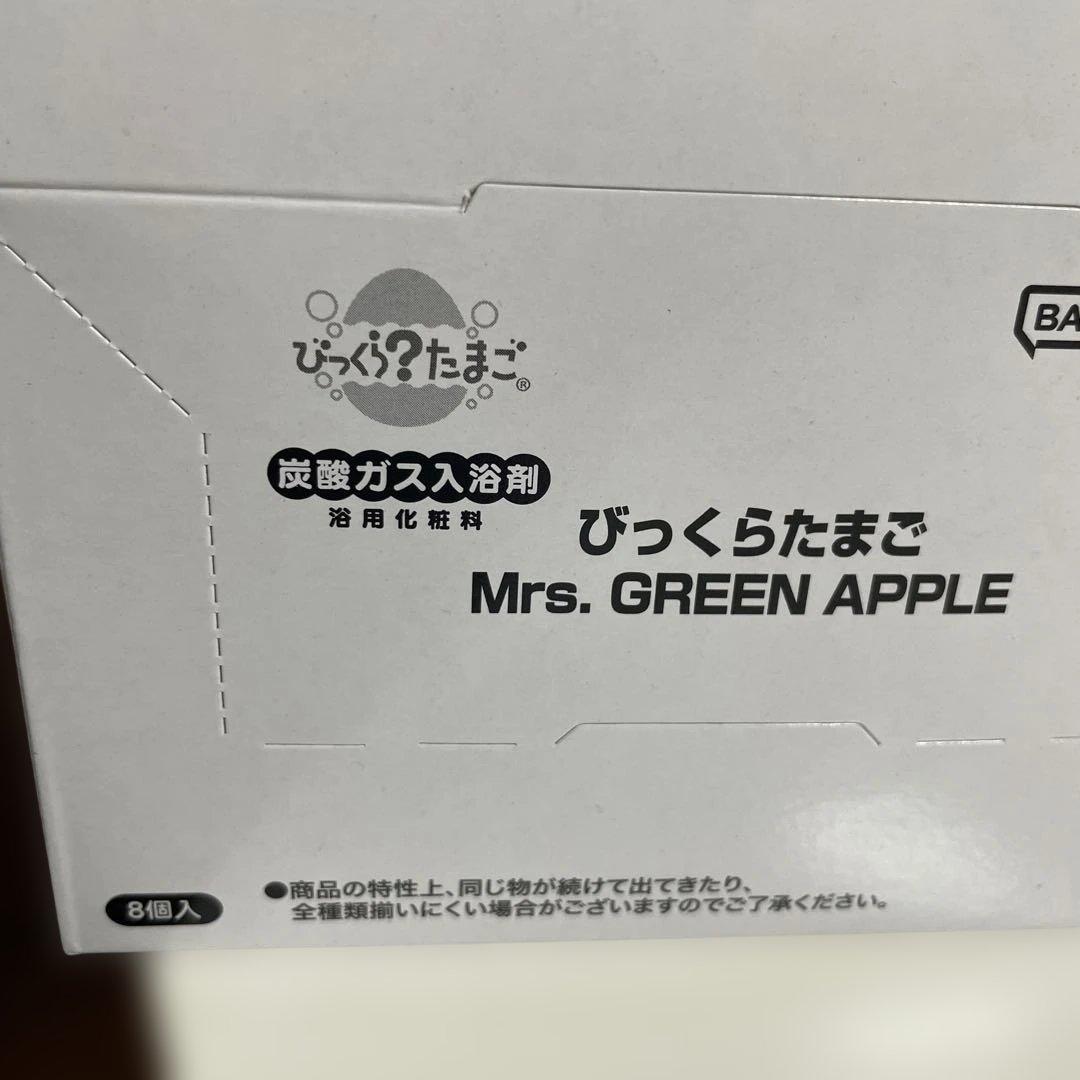 びっくら?たまご®
BA
炭酸ガス入浴剤
浴用化粧料
びっくらたまご
Mrs. GREEN APPLE
8個入
●商品の特性上、同じ物が続けて出てきたり、
全種類揃いにくい場合がございますのでご了承ください。